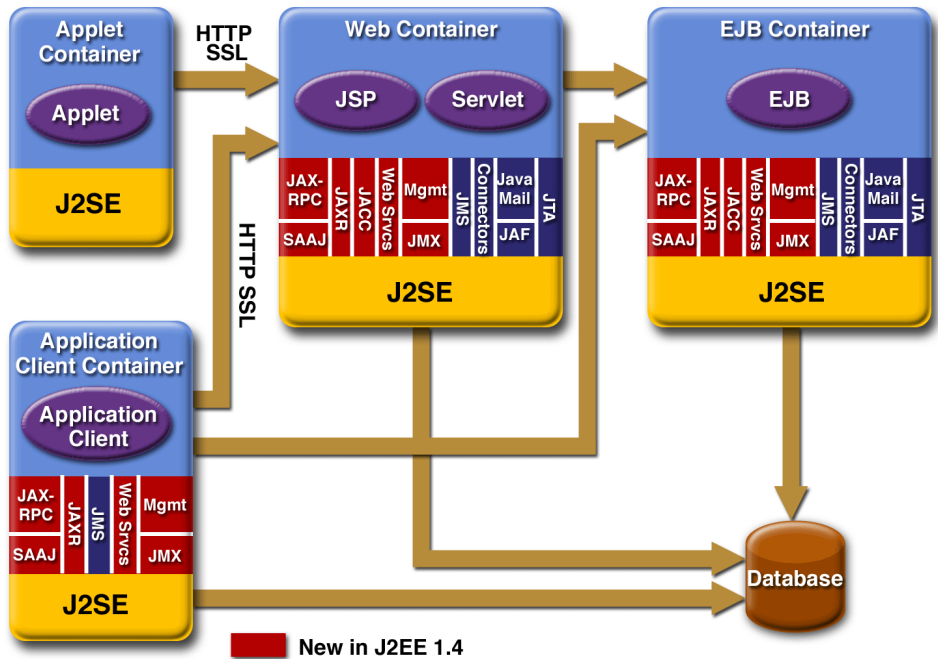 Applet
Container
Applet
J2SE
HTTP
SSL
Web Container
JSP
Servlet
JAX-
RPC
SAAJ
JAXR
JACC
Web Srvcs
Mgmt
JMX
JMS
Connectors
Java
Mail
JAF
JTA
J2SE
EJB Container
EJB
JAX-
RPC
SAAJ
JAXR
JACC
Web Srvcs
Mgmt
JMX
JMS
Connectors
Java
Mail
JAF
JTA
J2SE
HTTP SSL
Application
Client Container
Application
Client
JAX-
RPC
SAAJ
JAXR
JMS
Web Srvcs
Mgmt
JMX
J2SE
Database
New in J2EE 1.4